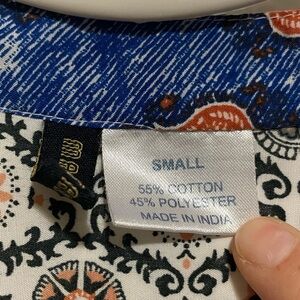 SMALL
55% COTTON
45% POLYESTER
MADE IN INDIA